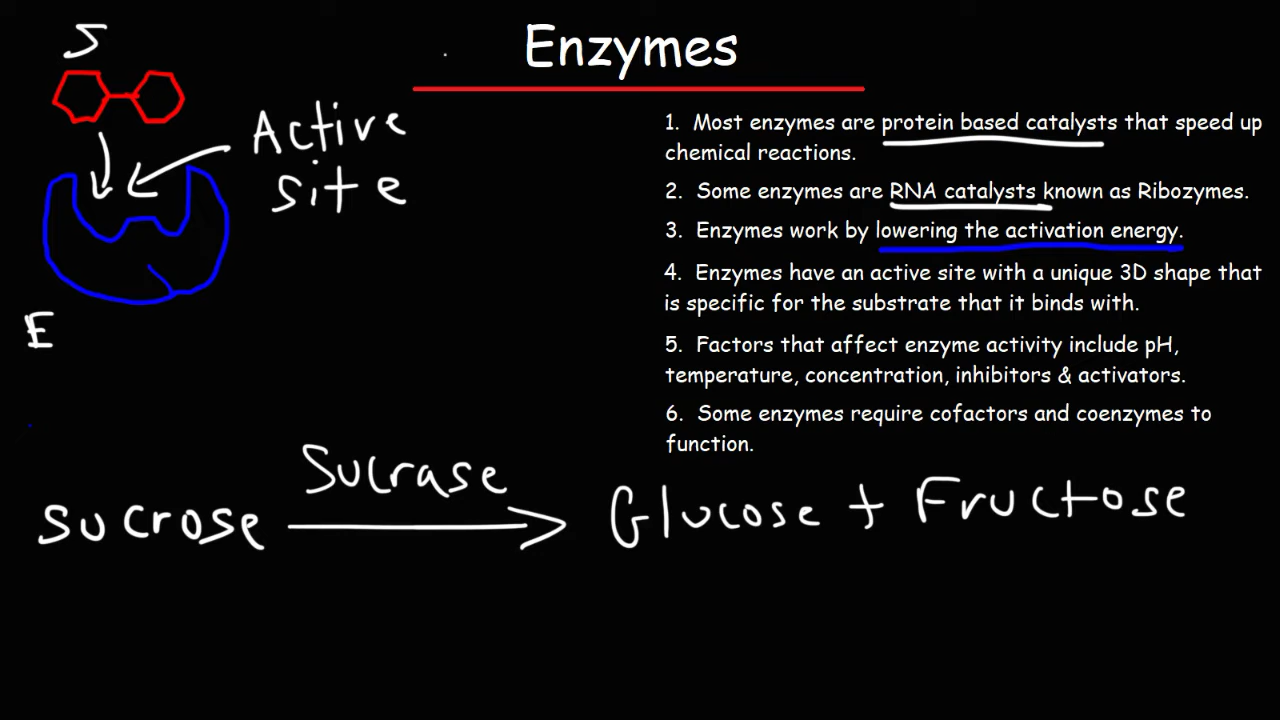 Enzymes
S
Active
site
E
1. Most enzymes are protein based catalysts that speed up
chemical reactions.
2. Some enzymes are RNA catalysts known as Ribozymes.
3. Enzymes work by lowering the activation energy.
4. Enzymes have an active site with a unique 3D shape that
is specific for the substrate that it binds with.
5. Factors that affect enzyme activity include pH,
temperature, concentration, inhibitors & activators.
6. Some enzymes require cofactors and coenzymes to
function.
Sucrase
sucrose → Glucose + Fructose